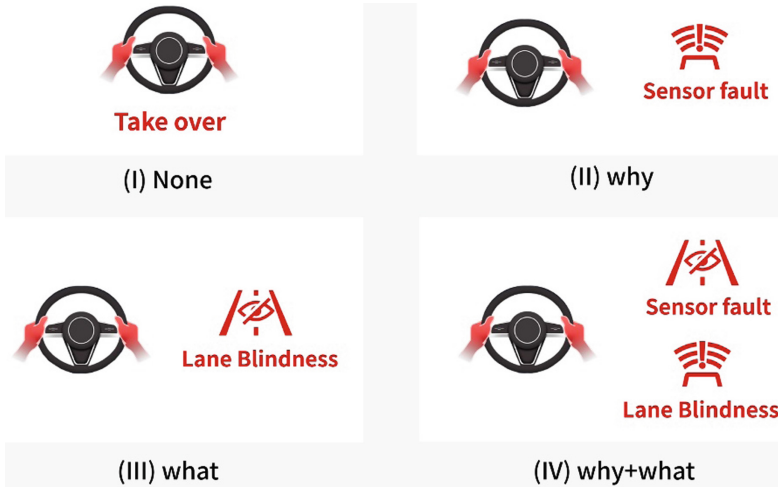 Take over
(I) None
Sensor fault
(II) why
Lane Blindness
(III) what
Sensor fault
Lane Blindness
(IV) why+what